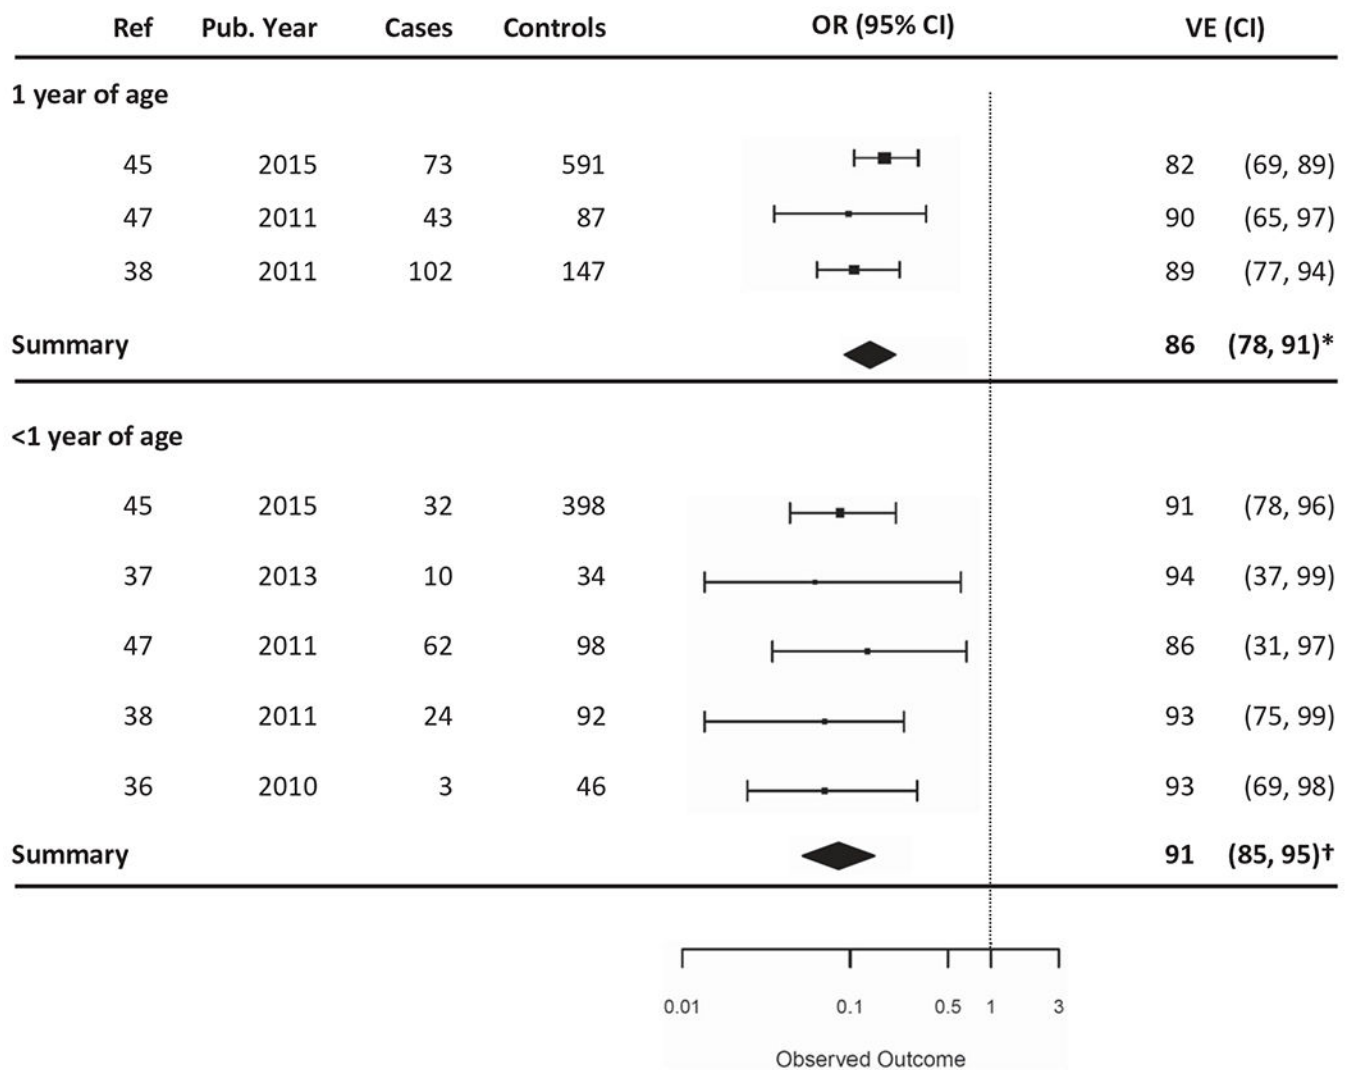 Ref Pub. Year Cases Controls OR (95% CI) VE (CI)
1 year of age
45 2015 73 591 82 (69, 89)
47 2011 43 87 90 (65, 97)
38 2011 102 147 89 (77, 94)
Summary 86 (78, 91)*
<1 year of age
45 2015 32 398 91 (78, 96)
37 2013 10 34 94 (37, 99)
47 2011 62 98 86 (31, 97)
38 2011 24 92 93 (75, 99)
36 2010 3 46 93 (69, 98)
Summary 91 (85, 95)†
0.01 0.1 0.5 1 3
Observed Outcome